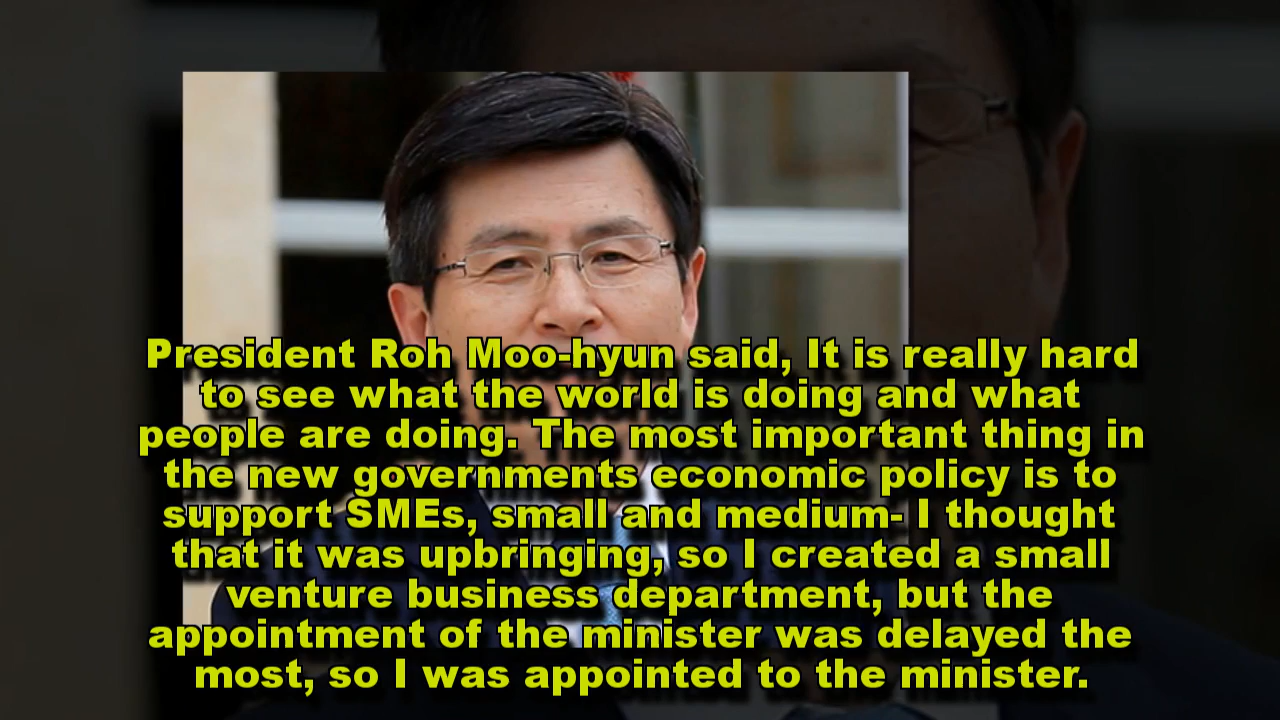 President Roh Moo-hyun said, It is really hard
to see what the world is doing and what
people are doing. The most important thing in
the new governments economic policy is to
support SMEs, small and medium- I thought
that it was upbringing, so I created a small
venture business department, but the
appointment of the minister was delayed the
most, so I was appointed to the minister.